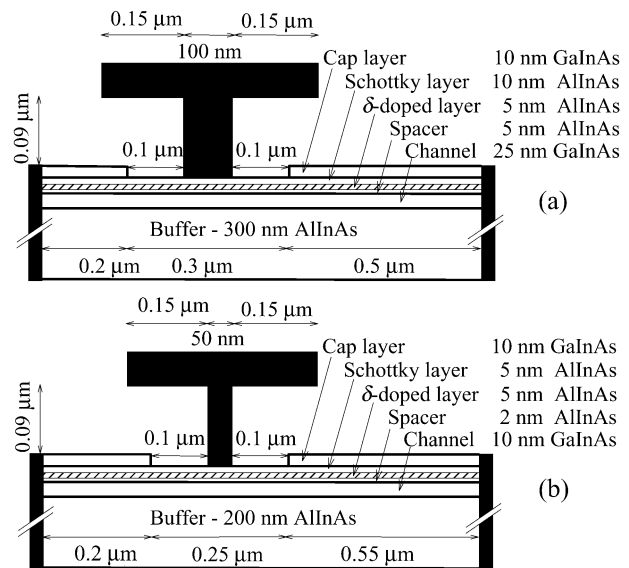 0.15 μm 0.15 μm
100 nm
Cap layer 10 nm GaInAs
Schottky layer 10 nm AlInAs
δ-doped layer 5 nm AlInAs
Spacer 5 nm AlInAs
Channel 25 nm GaInAs
0.09 μm
0.1 μm 0.1 μm
(a)
Buffer - 300 nm AlInAs
0.2 μm 0.3 μm 0.5 μm
0.15 μm 0.15 μm
50 nm
Cap layer 10 nm GaInAs
Schottky layer 5 nm AlInAs
δ-doped layer 5 nm AlInAs
Spacer 2 nm AlInAs
Channel 10 nm GaInAs
0.09 μm
0.1 μm 0.1 μm
(b)
Buffer - 200 nm AlInAs
0.2 μm 0.25 μm 0.55 μm